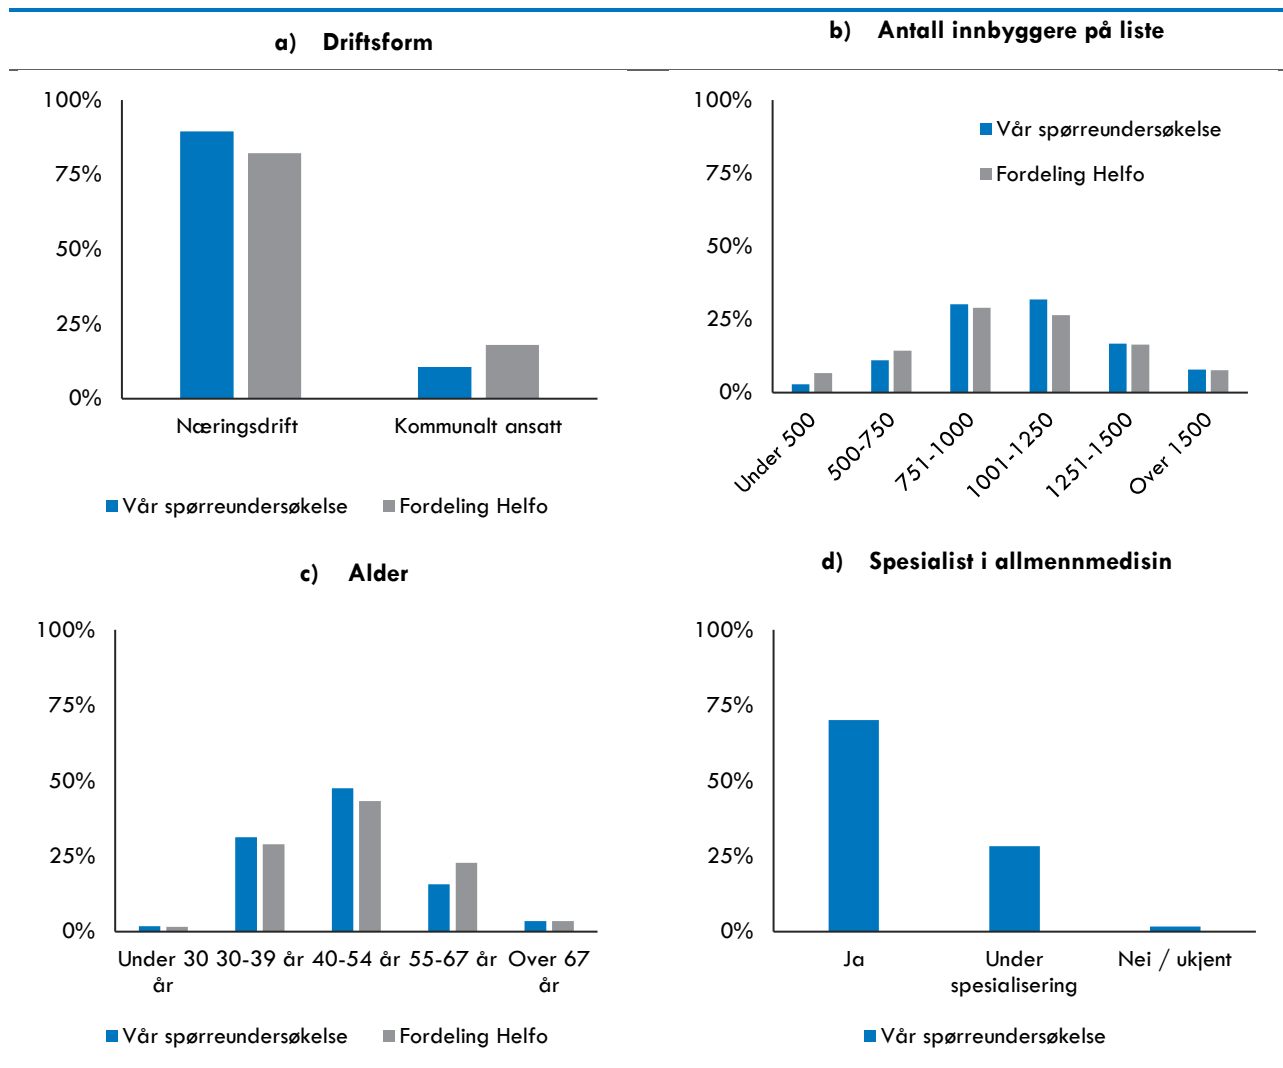 a) Driftsform
100%
75%
50%
25%
0%
Næringsdrift Kommunalt ansatt
Vår spørreundersøkelse Fordeling Helfo
b) Antall innbyggere på liste
100%
75%
50%
25%
0%
Vår spørreundersøkelse
Fordeling Helfo
Under 500
500-750
751-1000
1001-1250
1251-1500
Over 1500
c) Alder
100%
75%
50%
25%
0%
Under 30 år
30-39 år
40-54 år
55-67 år
Over 67 år
Vår spørreundersøkelse Fordeling Helfo
d) Spesialist i allmennmedisin
100%
75%
50%
25%
0%
Ja
Under
spesialisering
Nei / ukjent
Vår spørreundersøkelse